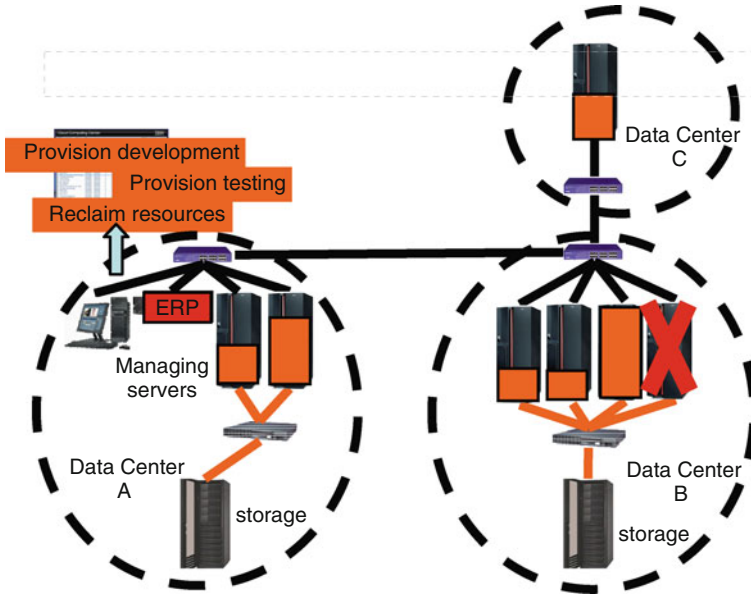 Provision development
Provision testing
Reclaim resources
Data Center
C
ERP
Managing
servers
Data Center
A
storage
Data Center
B
storage